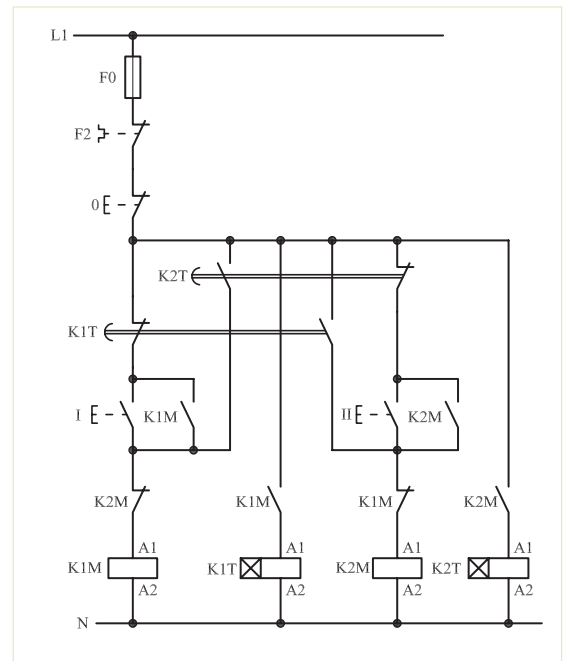 L1
F0
F2
0
K2T
K1T
I K1M II K2M
K2M K1M K1M K2M
A1 A1 A1 A1
K1M K1T K2M K2T
A2 A2 A2 A2
N